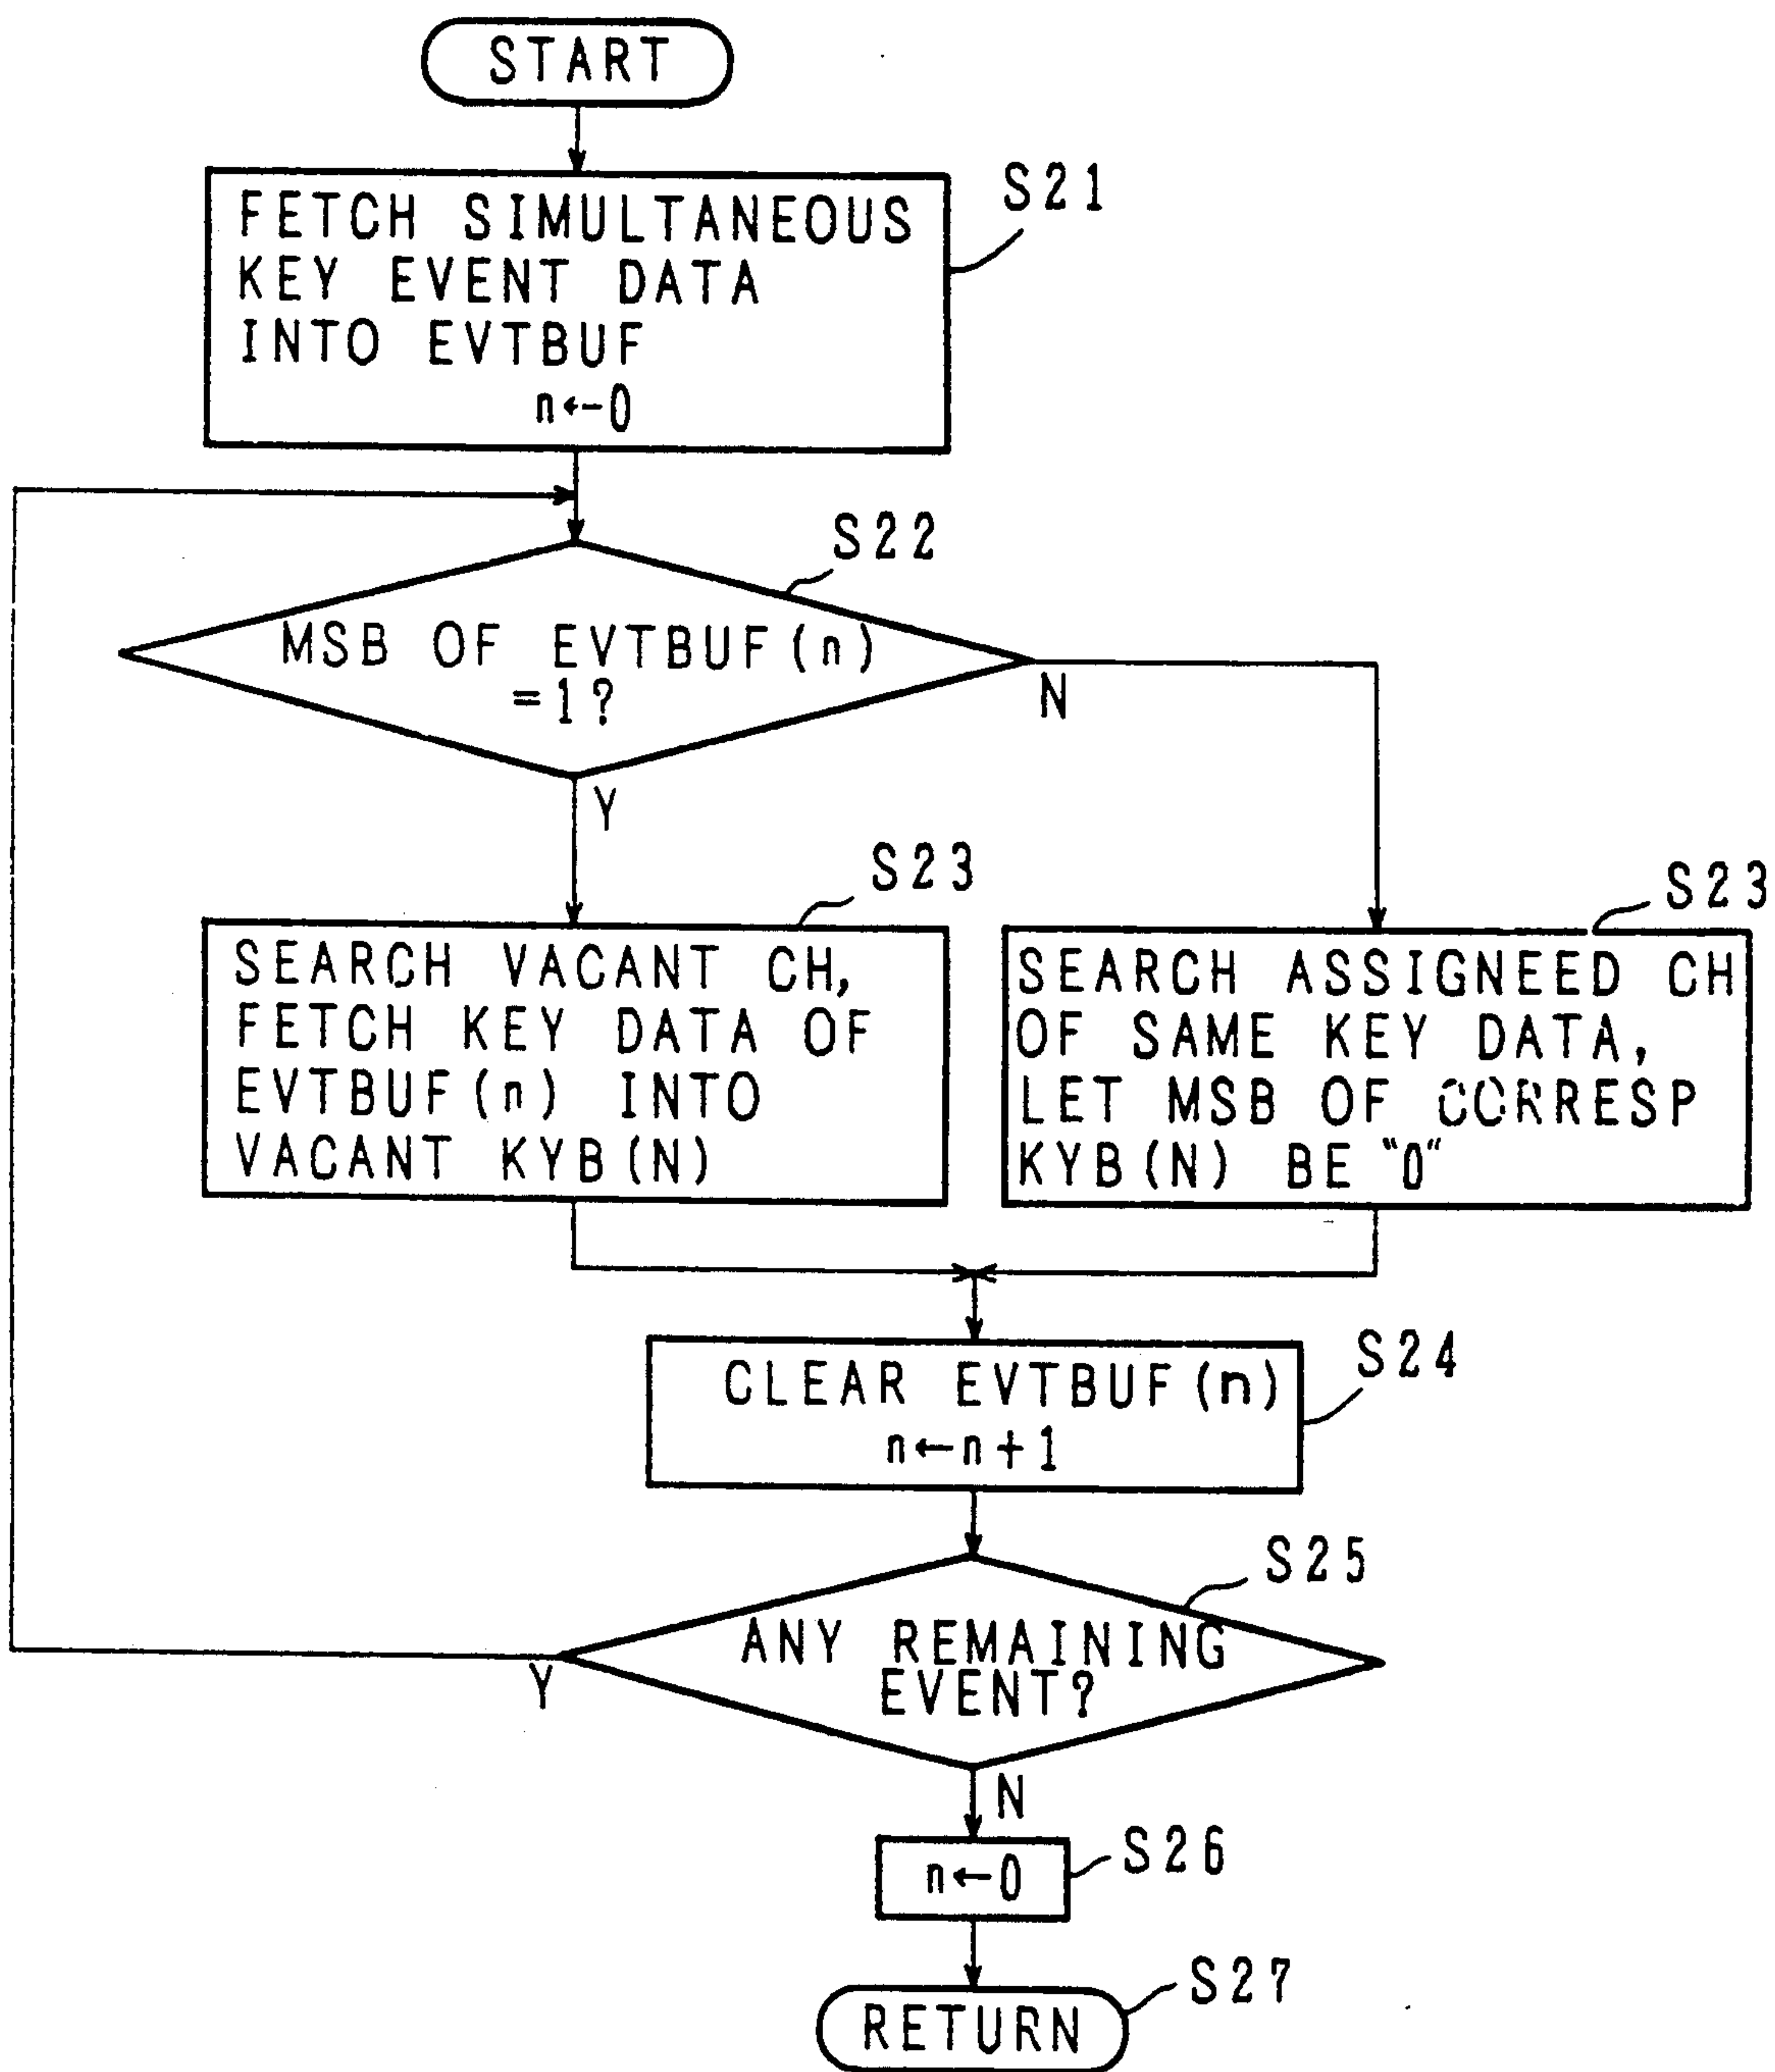 START
S21
FETCH SIMULTANEOUS
KEY EVENT DATA
INTO EVTBUF
n←0
S22
MSB OF EVTBUF(n)
=1?
N
Y
S23
SEARCH VACANT CH,
FETCH KEY DATA OF
EVTBUF(n) INTO
VACANT KYB(N)
S23
SEARCH ASSIGNEED CH
OF SAME KEY DATA,
LET MSB OF CORRESP
KYB(N) BE "0"
S24
CLEAR EVTBUF(n)
n←n+1
S25
ANY REMAINING
EVENT?
Y
N
S26
n←0
S27
RETURN